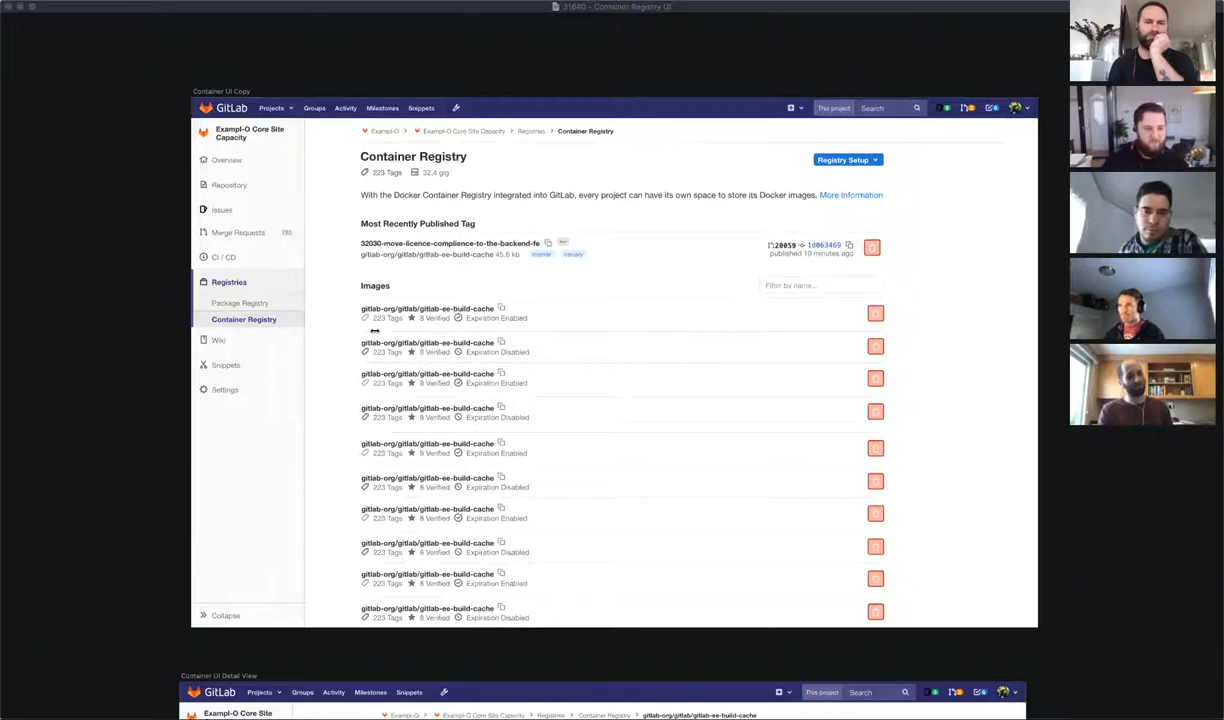 31640 - Container Registry UI
Container UI Copy
GitLab Projects Groups Activity Milestones Snippets This project Search
Exampl-O Core Site Capacity
Overview
Repository
Issues
Merge Requests 785
CI / CD
Registries
Package Registry
Container Registry
Wiki
Snippets
Settings
Collapse
Exampl-O > Exampl-O Core Site Capacity > Registries > Container Registry
Container Registry
Registry Setup
223 Tags 32.4 gig
With the Docker Container Registry integrated into GitLab, every project can have its own space to store its Docker images. More Information
Most Recently Published Tag
32030-move-licence-complience-to-the-backend-fe 20059 1d063469
gitlab-org/gitlab/gitlab-ee-build-cache 45.6 kb master canary published 10 minutes ago
Images Filter by name...
gitlab-org/gitlab/gitlab-ee-build-cache
223 Tags 8 Verified Expiration Enabled
gitlab-org/gitlab/gitlab-ee-build-cache
223 Tags 8 Verified Expiration Disabled
gitlab-org/gitlab/gitlab-ee-build-cache
223 Tags 8 Verified Expiration Enabled
gitlab-org/gitlab/gitlab-ee-build-cache
223 Tags 8 Verified Expiration Disabled
gitlab-org/gitlab/gitlab-ee-build-cache
223 Tags 8 Verified Expiration Enabled
gitlab-org/gitlab/gitlab-ee-build-cache
223 Tags 8 Verified Expiration Disabled
gitlab-org/gitlab/gitlab-ee-build-cache
223 Tags 8 Verified Expiration Enabled
gitlab-org/gitlab/gitlab-ee-build-cache
223 Tags 8 Verified Expiration Disabled
gitlab-org/gitlab/gitlab-ee-build-cache
223 Tags 8 Verified Expiration Enabled
gitlab-org/gitlab/gitlab-ee-build-cache
223 Tags 8 Verified Expiration Disabled
Container UI Detail View
GitLab Projects Groups Activity Milestones Snippets This project Search
Exampl-O Core Site
Exampl-O > Exampl-O Core Site Capacity > Registries > Container Registry > gitlab-org/gitlab/gitlab-ee-build-cache